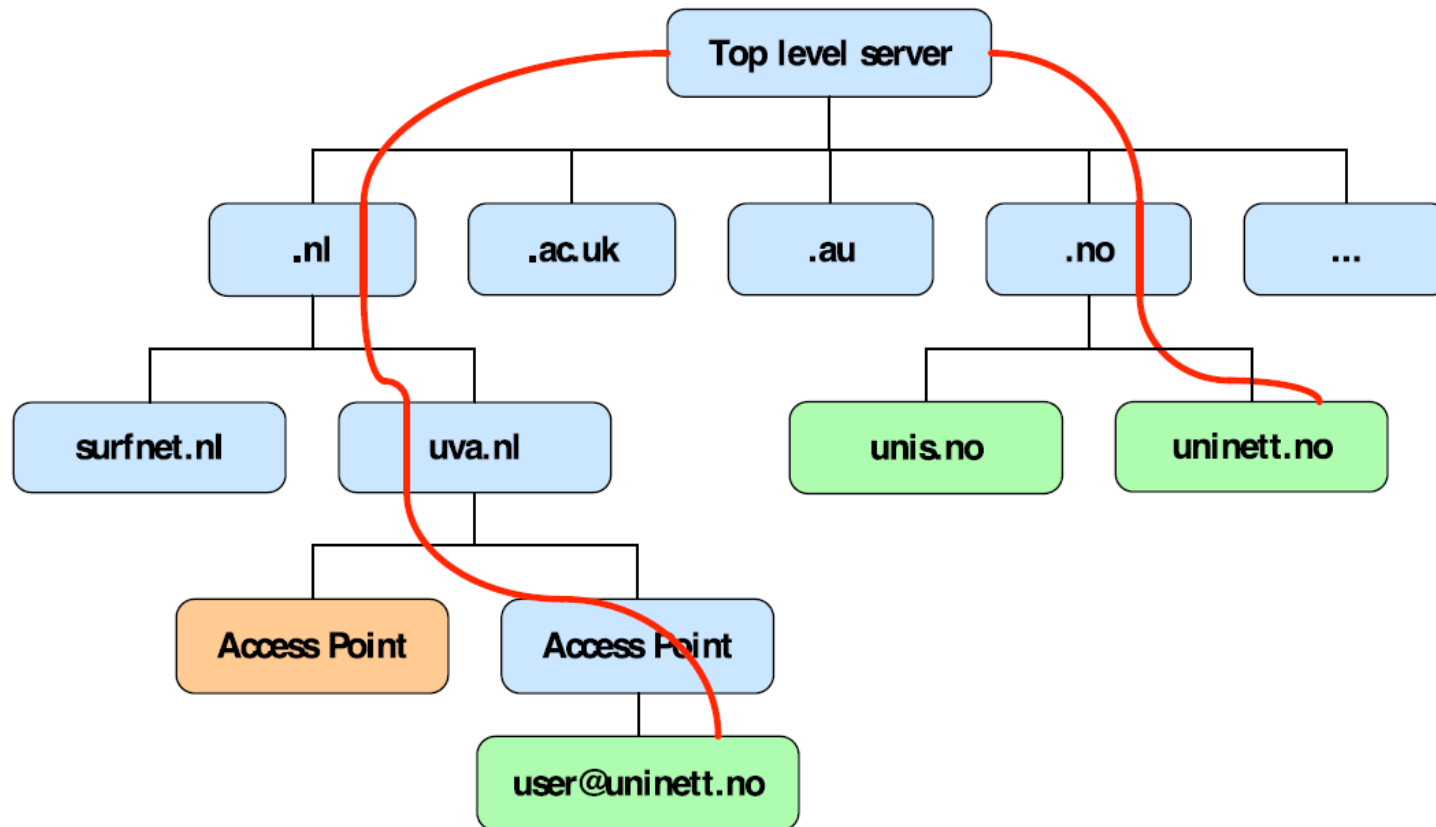 Top level server
.nl
.ac.uk
.au
.no
...
surfnet.nl
uva.nl
unis.no
uninett.no
Access Point
Access Point
user@uninett.no